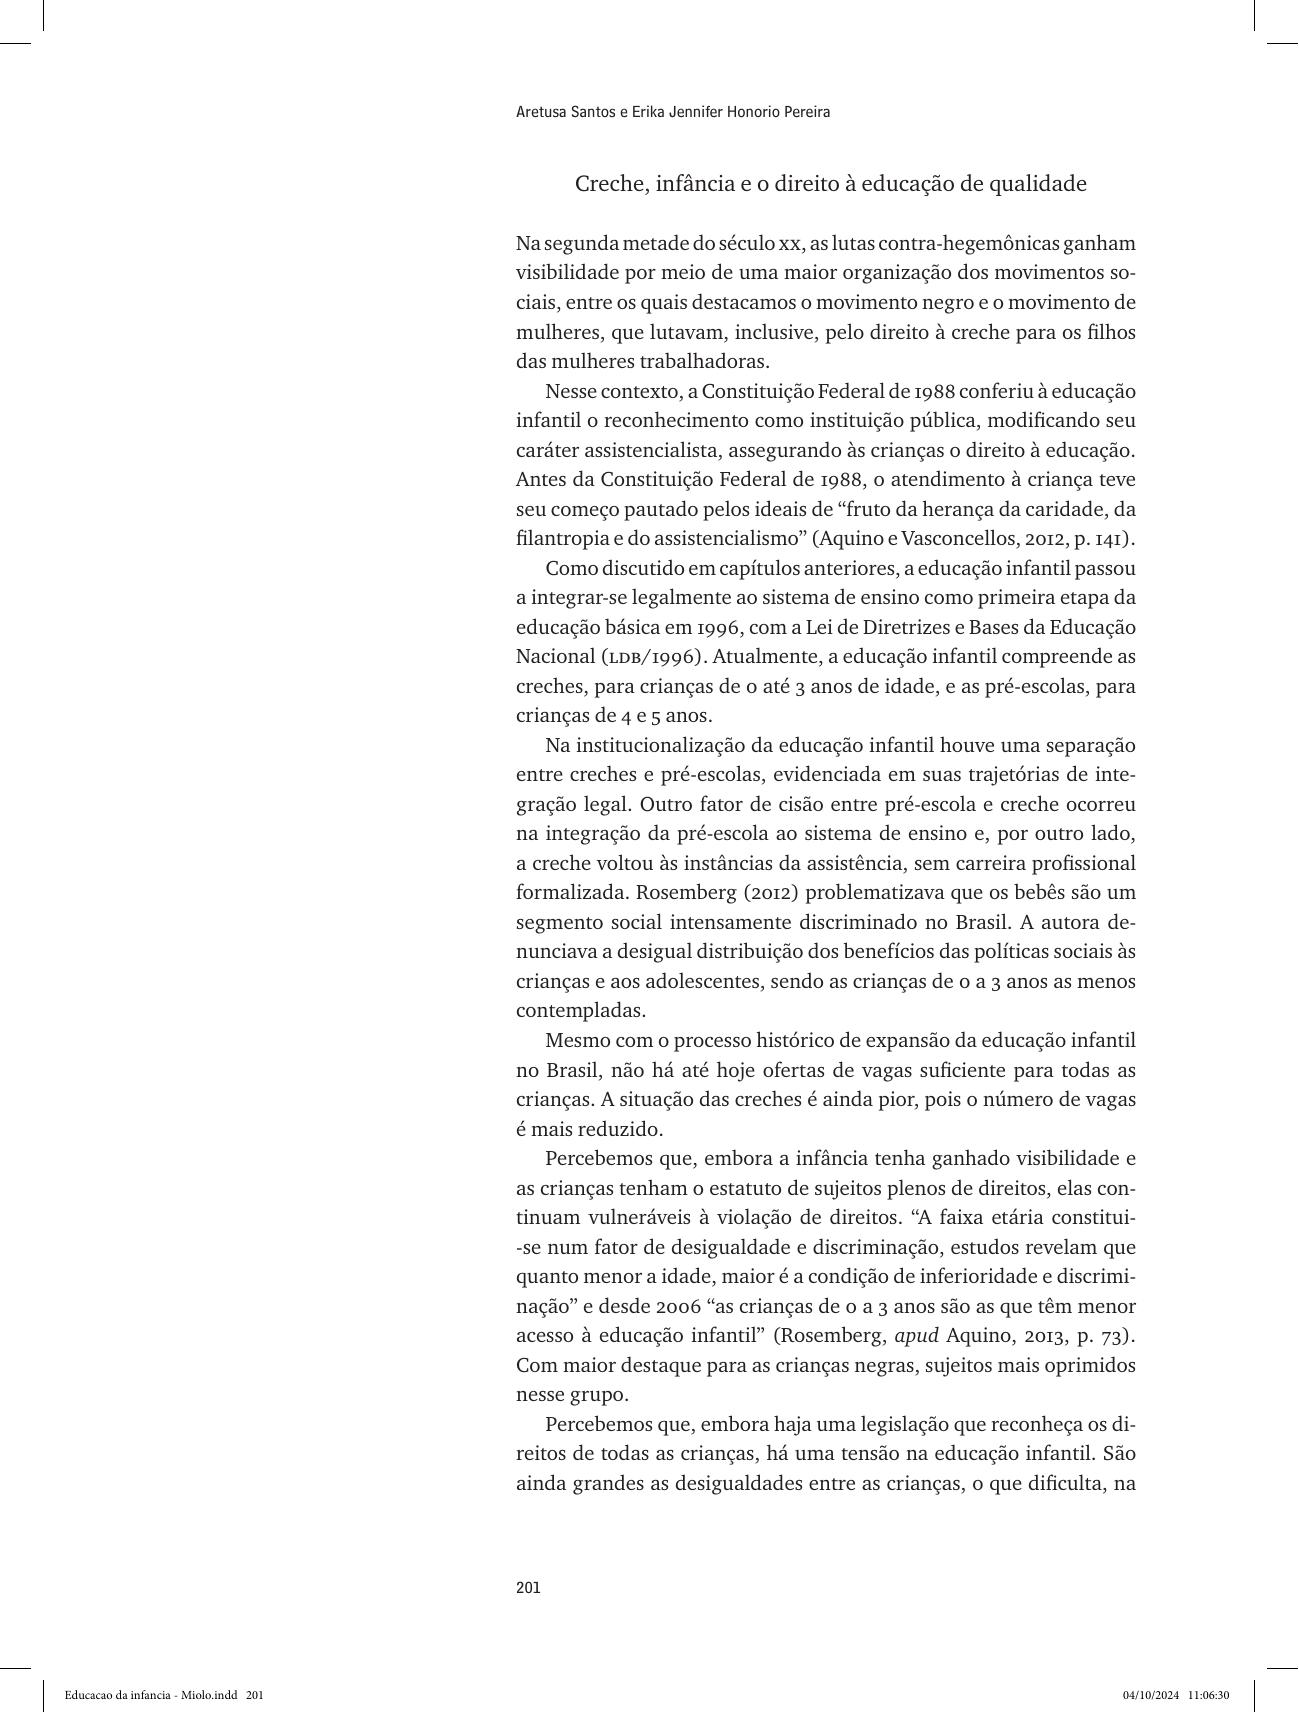 Aretusa Santos e Erika Jennifer Honorio Pereira
Creche, infância e o direito à educação de qualidade
Na segunda metade do século XX, as lutas contra-hegemônicas ganham
visibilidade por meio de uma maior organização dos movimentos so-
ciais, entre os quais destacamos o movimento negro e o movimento de
mulheres, que lutavam, inclusive, pelo direito à creche para os filhos
das mulheres trabalhadoras.
Nesse contexto, a Constituição Federal de 1988 conferiu à educação
infantil o reconhecimento como instituição pública, modificando seu
caráter assistencialista, assegurando às crianças o direito à educação.
Antes da Constituição Federal de 1988, o atendimento à criança teve
seu começo pautado pelos ideais de “fruto da herança da caridade, da
filantropia e do assistencialismo” (Aquino e Vasconcellos, 2012, p. 141).
Como discutido em capítulos anteriores, a educação infantil passou
a integrar-se legalmente ao sistema de ensino como primeira etapa da
educação básica em 1996, com a Lei de Diretrizes e Bases da Educação
Nacional (LDB/1996). Atualmente, a educação infantil compreende as
creches, para crianças de 0 até 3 anos de idade, e as pré-escolas, para
crianças de 4 e 5 anos.
Na institucionalização da educação infantil houve uma separação
entre creches e pré-escolas, evidenciada em suas trajetórias de inte-
gração legal. Outro fator de cisão entre pré-escola e creche ocorreu
na integração da pré-escola ao sistema de ensino e, por outro lado,
a creche voltou às instâncias da assistência, sem carreira profissional
formalizada. Rosemberg (2012) problematizava que os bebês são um
segmento social intensamente discriminado no Brasil. A autora de-
nunciava a desigual distribuição dos benefícios das políticas sociais às
crianças e aos adolescentes, sendo as crianças de 0 a 3 anos as menos
contempladas.
Mesmo com o processo histórico de expansão da educação infantil
no Brasil, não há até hoje ofertas de vagas suficiente para todas as
crianças. A situação das creches é ainda pior, pois o número de vagas
é mais reduzido.
Percebemos que, embora a infância tenha ganhado visibilidade e
as crianças tenham o estatuto de sujeitos plenos de direitos, elas con-
tinuam vulneráveis à violação de direitos. “A faixa etária constitui-
-se num fator de desigualdade e discriminação, estudos revelam que
quanto menor a idade, maior é a condição de inferioridade e discrimi-
nação” e desde 2006 “as crianças de 0 a 3 anos são as que têm menor
acesso à educação infantil” (Rosemberg, apud Aquino, 2013, p. 73).
Com maior destaque para as crianças negras, sujeitos mais oprimidos
nesse grupo.
Percebemos que, embora haja uma legislação que reconheça os di-
reitos de todas as crianças, há uma tensão na educação infantil. São
ainda grandes as desigualdades entre as crianças, o que dificulta, na
201
Educacao da infancia - Miolo.indd 201
04/10/2024 11:06:30